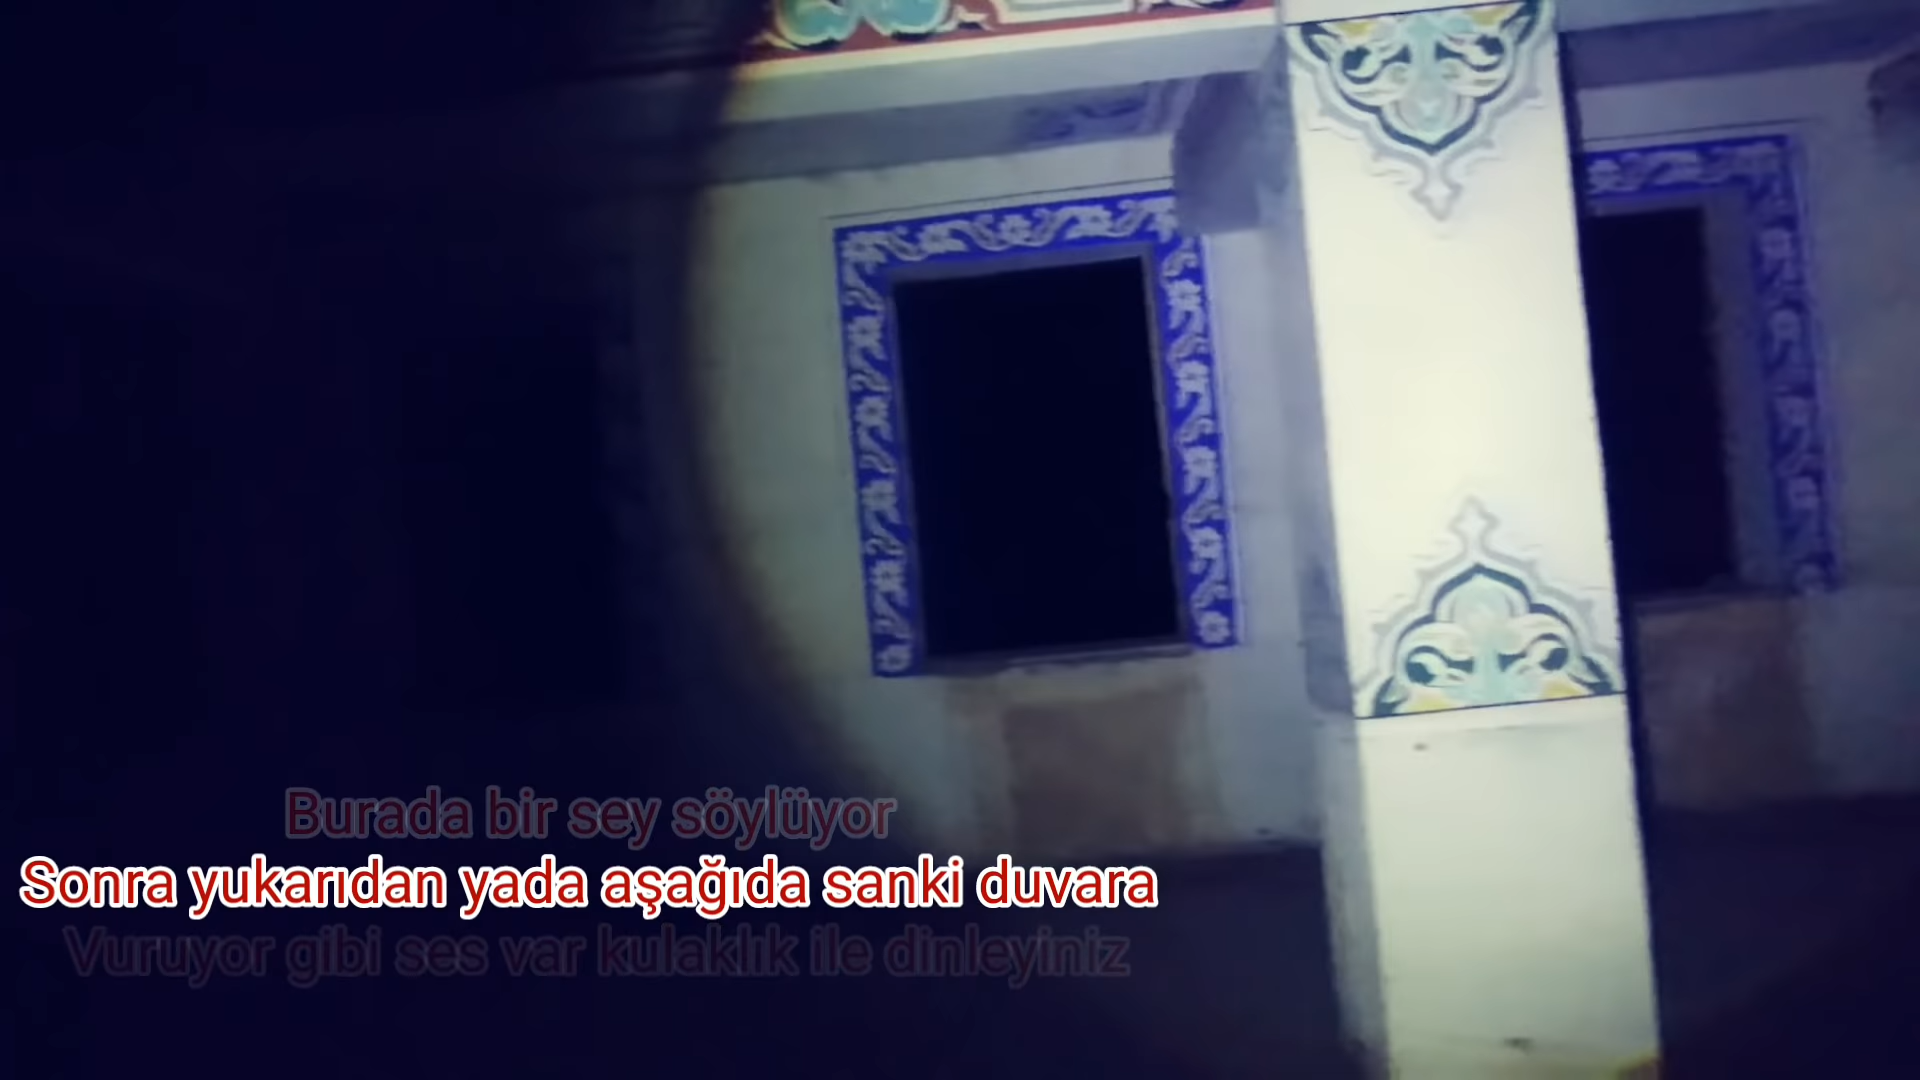 Burada bir sey söylüyor
Sonra yukarıdan yada aşağıda sanki duvara
Vuruyor gibi ses var kulaklık ile dinleyiniz